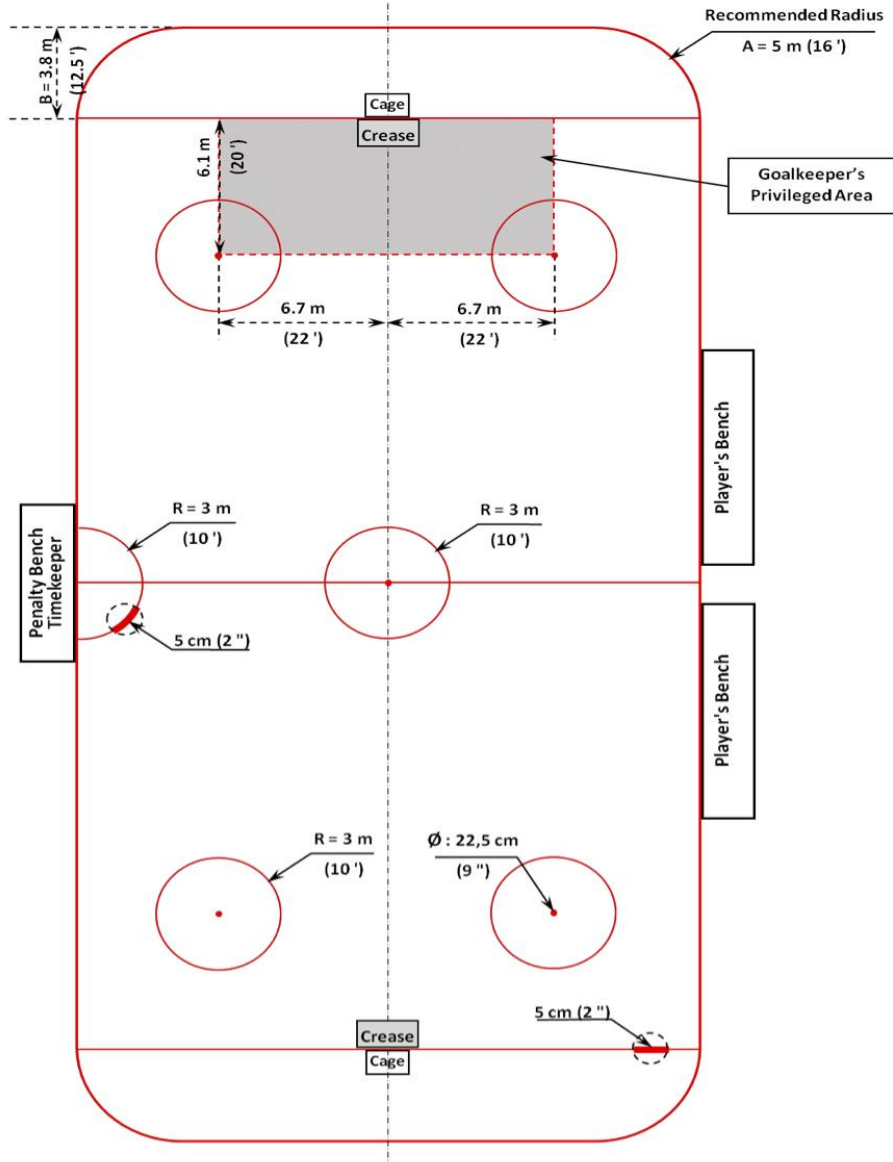 Recommended Radius
A = 5 m (16 ')
B = 3.8 m
(12.5')
Cage
Crease
6.1 m
(20 ')
Goalkeeper's
Privileged Area
6.7 m
6.7 m
(22 ')
(22 ')
Player's Bench
R = 3 m
(10 ')
R = 3 m
(10 ')
Penalty Bench
Timekeeper
5 cm (2 ")
Player's Bench
R = 3 m
(10 ')
Ø : 22,5 cm
(9 ")
5 cm (2 ")
Crease
Cage